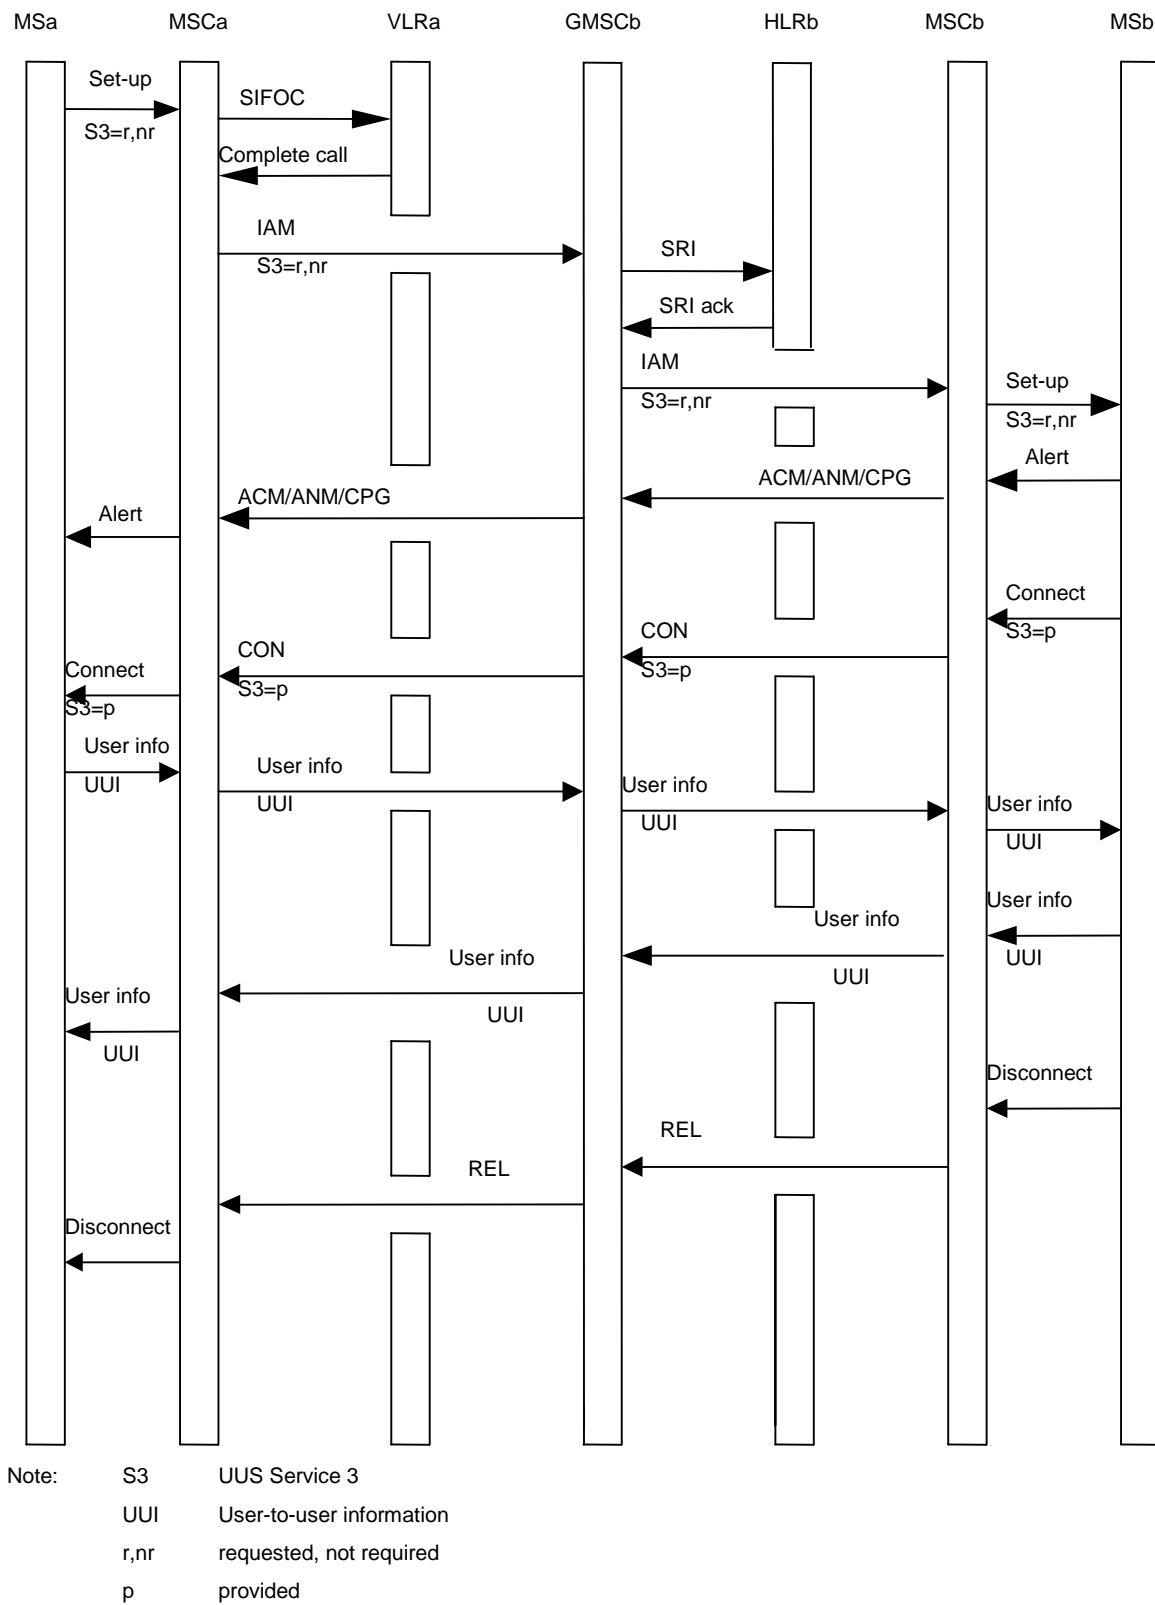 MSa MSCa VLRa GMSCb HLRb MSCb MSb
Set-up
SIFOC
S3=r,nr
Complete call
IAM
SRI
S3=r,nr
SRI ack
IAM
Set-up
S3=r,nr
S3=r,nr
Alert
ACM/ANM/CPG
ACM/ANM/CPG
Alert
Connect
CON
S3=p
CON
S3=p
Connect
S3=p
S3=p
User info
User info
UUI
User info
UUI
User info
UUI
UUI
User info
User info
User info
UUI
UUI
User info
UUI
UUI
Disconnect
REL
REL
Disconnect
Note: S3 UUS Service 3
UUI User-to-user information
r,nr requested, not required
p provided